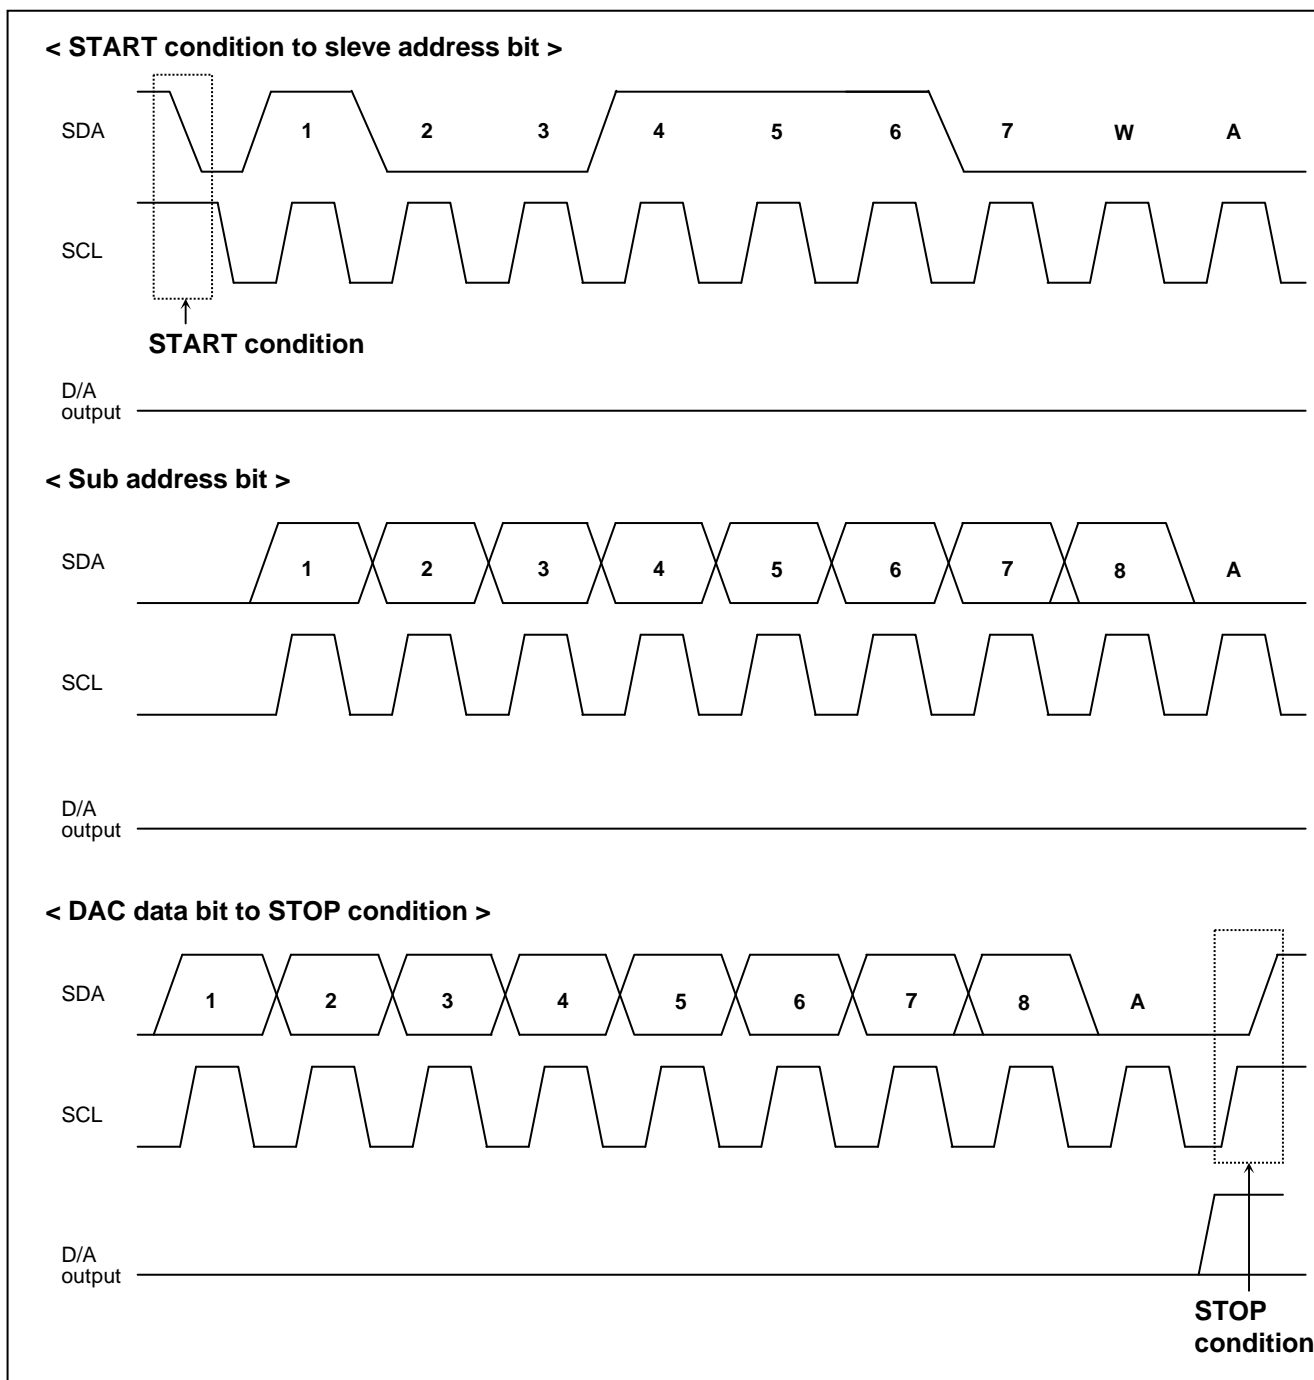 < START condition to sleve address bit >
SDA 1 2 3 4 5 6 7 W A
SCL
START condition
D/A
output
< Sub address bit >
SDA 1 2 3 4 5 6 7 8 A
SCL
D/A
output
< DAC data bit to STOP condition >
SDA 1 2 3 4 5 6 7 8 A
SCL
D/A
output
STOP
condition